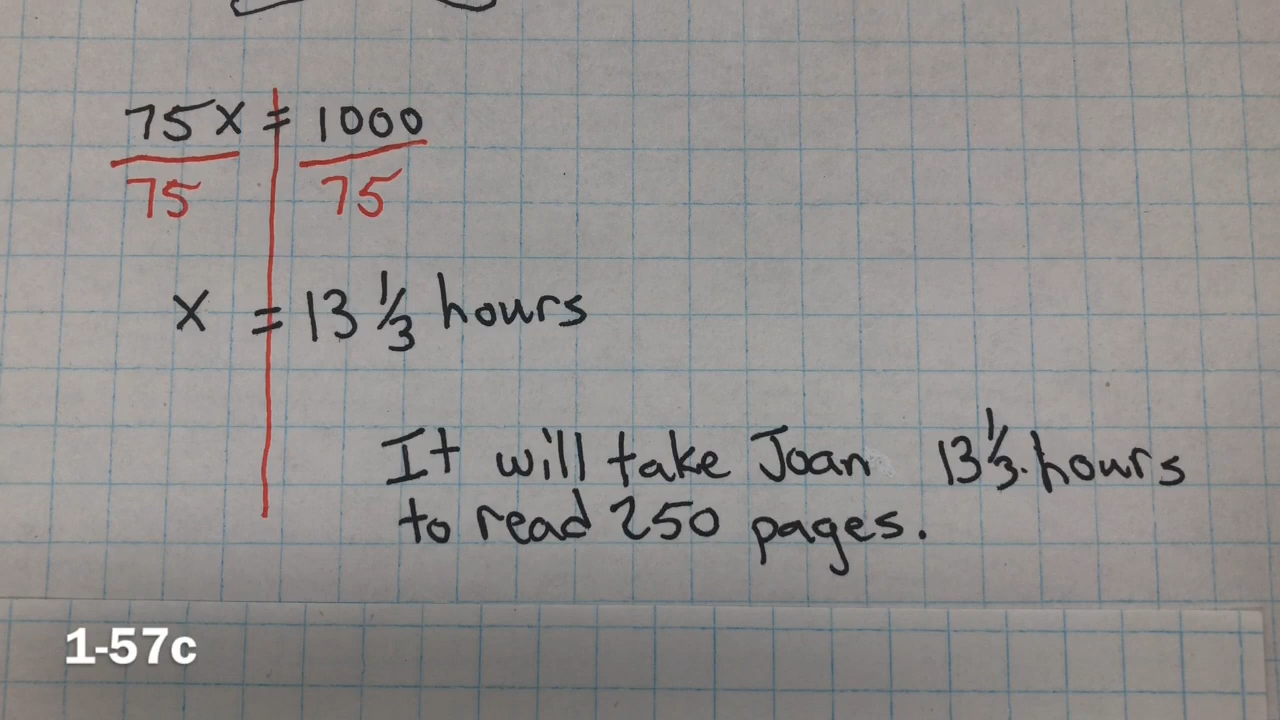 75x = 1000
75 75
x = 13 1/3 hours
It will take Joan 13 1/3 hours
to read 250 pages.
1-57c